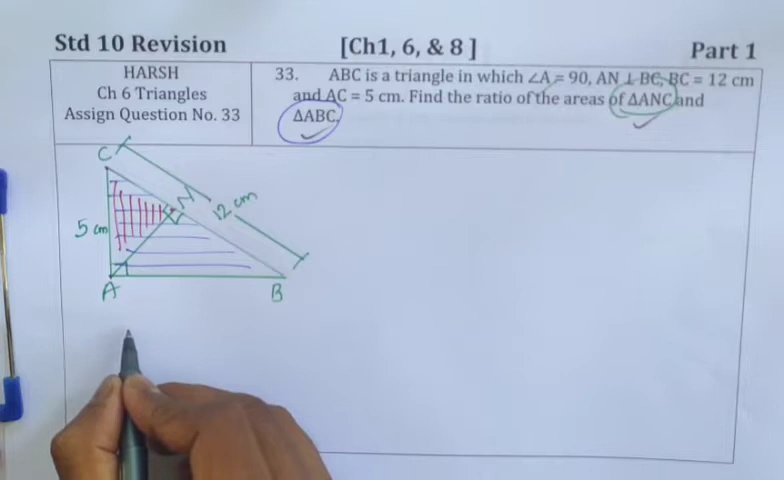 Std 10 Revision [Ch1, 6, & 8 ] Part 1
HARSH
Ch 6 Triangles
Assign Question No. 33
33. ABC is a triangle in which ∠A = 90, AN ⊥ BC, BC = 12 cm
and AC = 5 cm. Find the ratio of the areas of ΔANC and
ΔABC.
C
N
12 cm
5 cm
A B